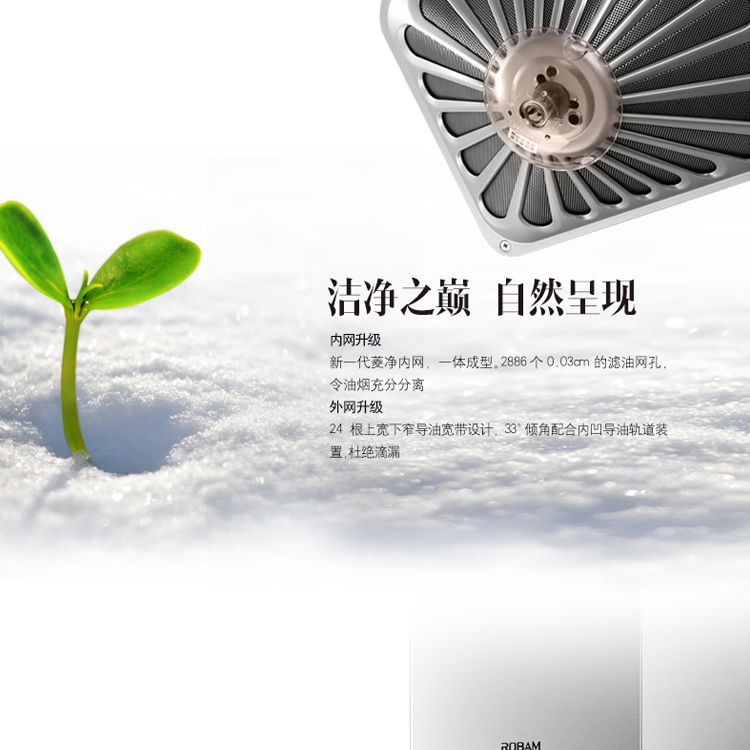 洁净之巅 自然呈现
内网升级
新一代菱净内网，一体成型。2886 个 0.03cm 的滤油网孔，
令油烟充分分离
外网升级
24 根上宽下窄导油宽带设计，33° 倾角配合内凹导油轨道装
置,杜绝滴漏
ROBAM